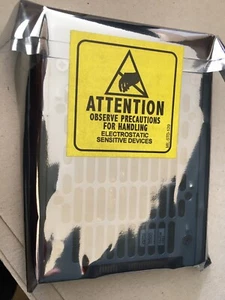 ATTENTION
OBSERVE PRECAUTIONS
FOR HANDLING
ELECTROSTATIC
SENSITIVE DEVICES